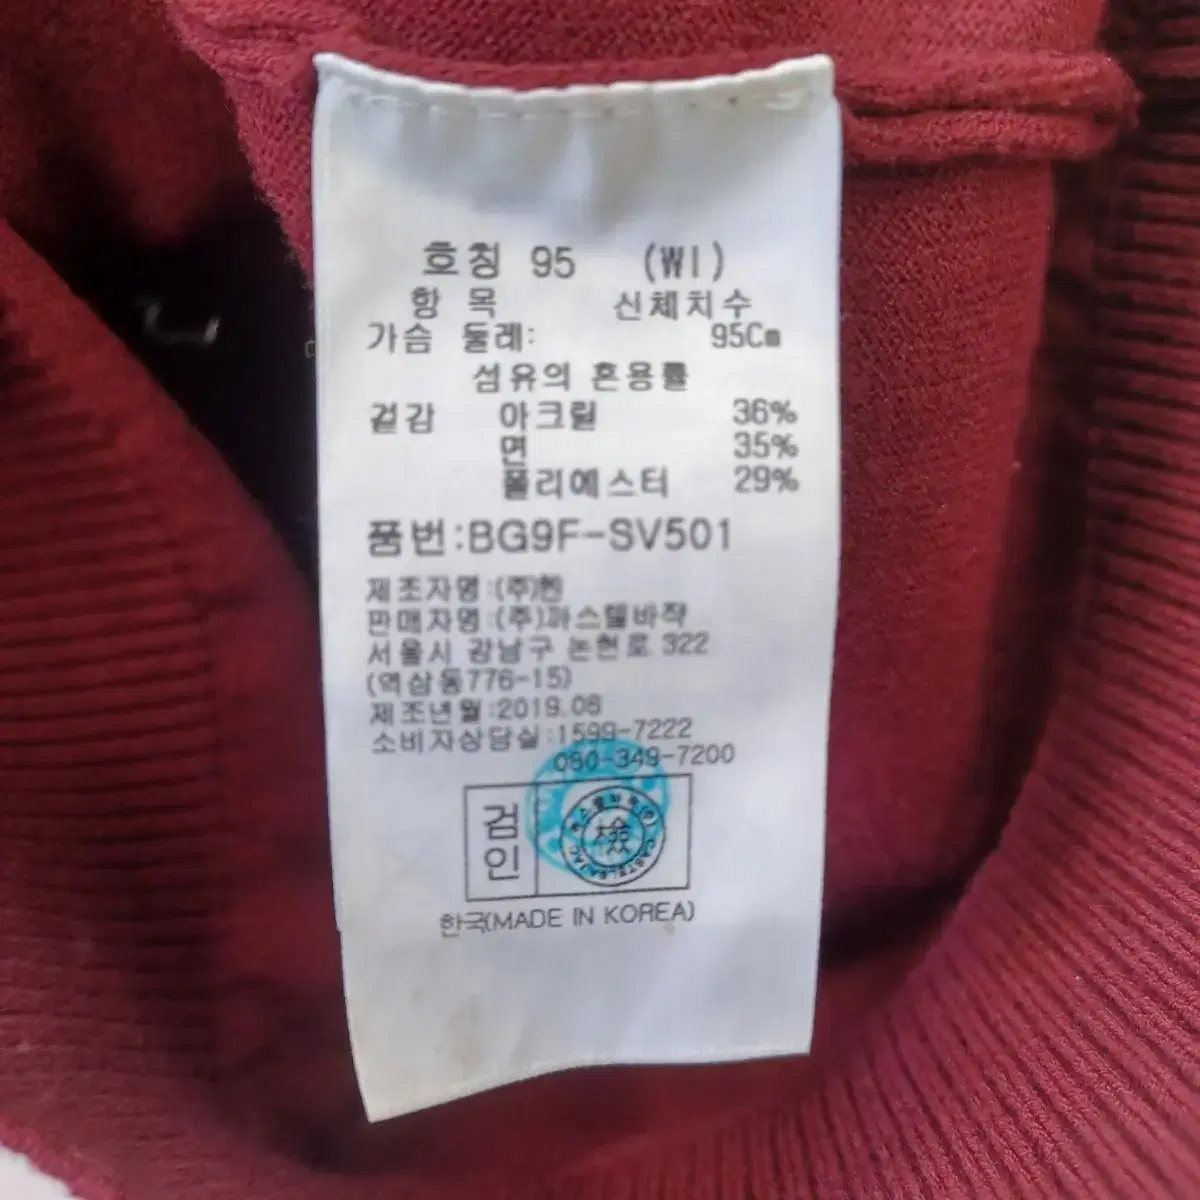 호칭 95 (WI)
항 목 신체치수
가슴 둘레: 95Cm
섬유의 혼용률
겉감 아크릴 36%
면 35%
폴리에스터 29%
품번:BG9F-SV501
제조자명:(주)헨
판매자명:(주)까스텔바작
서울시 강남구 논현로 322
(역삼동776-15)
제조년월:2019.08
소비자상담실:1599-7222
080-349-7200
검인
檢
CASTELBAJAC
한국(MADE IN KOREA)